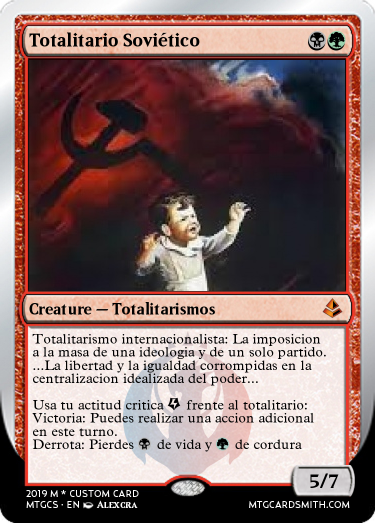 Totalitario Soviético
Creature — Totalitarismos
Totalitarismo internacionalista: La imposicion
a la masa de una ideologia y de un solo partido.
...La libertad y la igualdad corrompidas en la
centralizacion idealizada del poder...
Usa tu actitud critica frente al totalitario:
Victoria: Puedes realizar una accion adicional
en este turno.
Derrota: Pierdes de vida y de cordura
5/7
2019 M * CUSTOM CARD
MTGCS · EN ALEXCRA
MTGCARDSMITH.COM